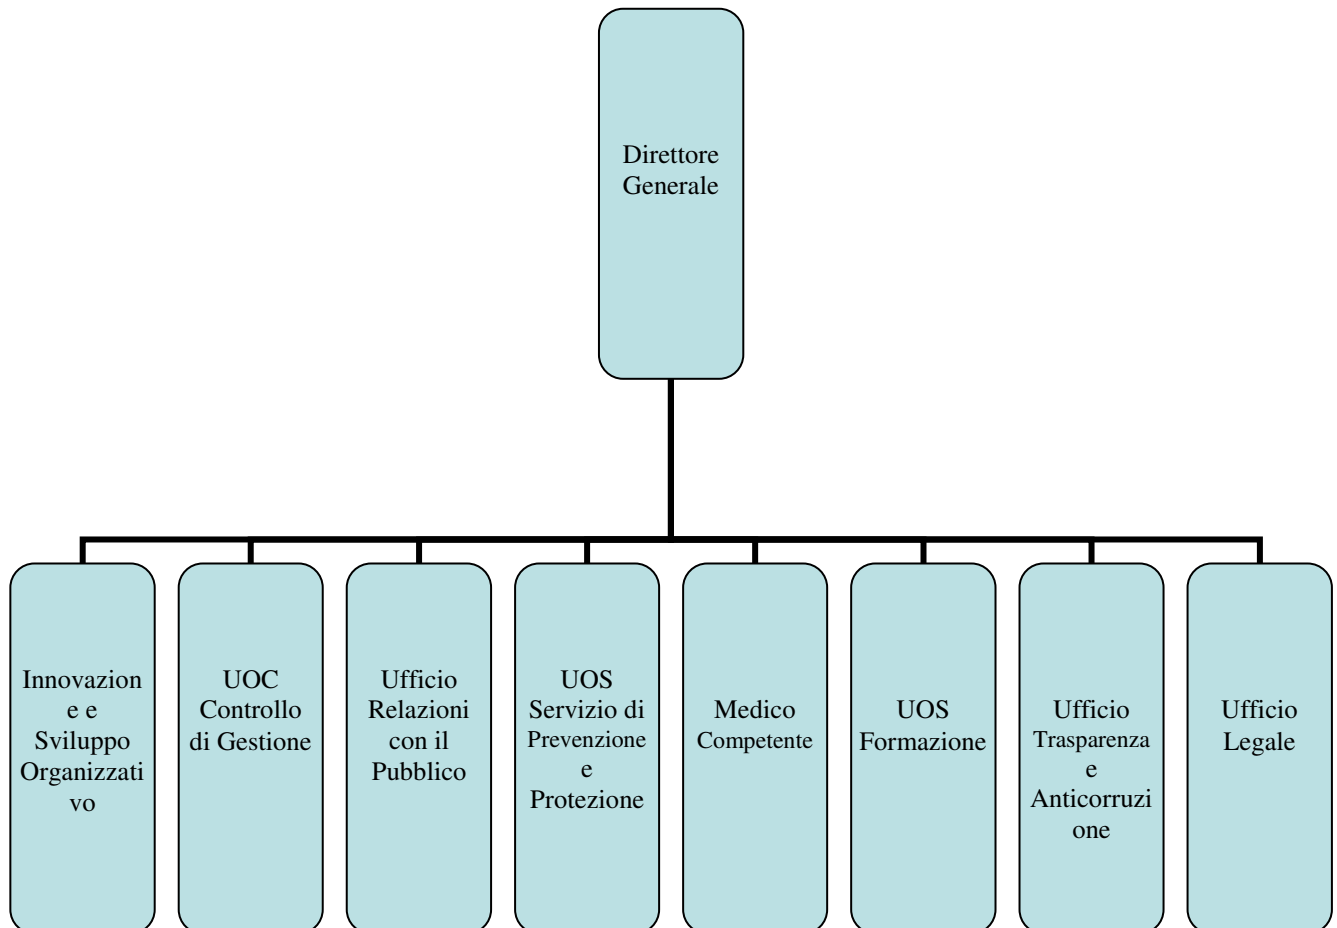 Direttore
Generale
Innovazion
e e
Sviluppo
Organizzati
vo
UOC
Controllo
di Gestione
Ufficio
Relazioni
con il
Pubblico
UOS
Servizio di
Prevenzione
e
Protezione
Medico
Competente
UOS
Formazione
Ufficio
Trasparenza
e
Anticorruzi
one
Ufficio
Legale